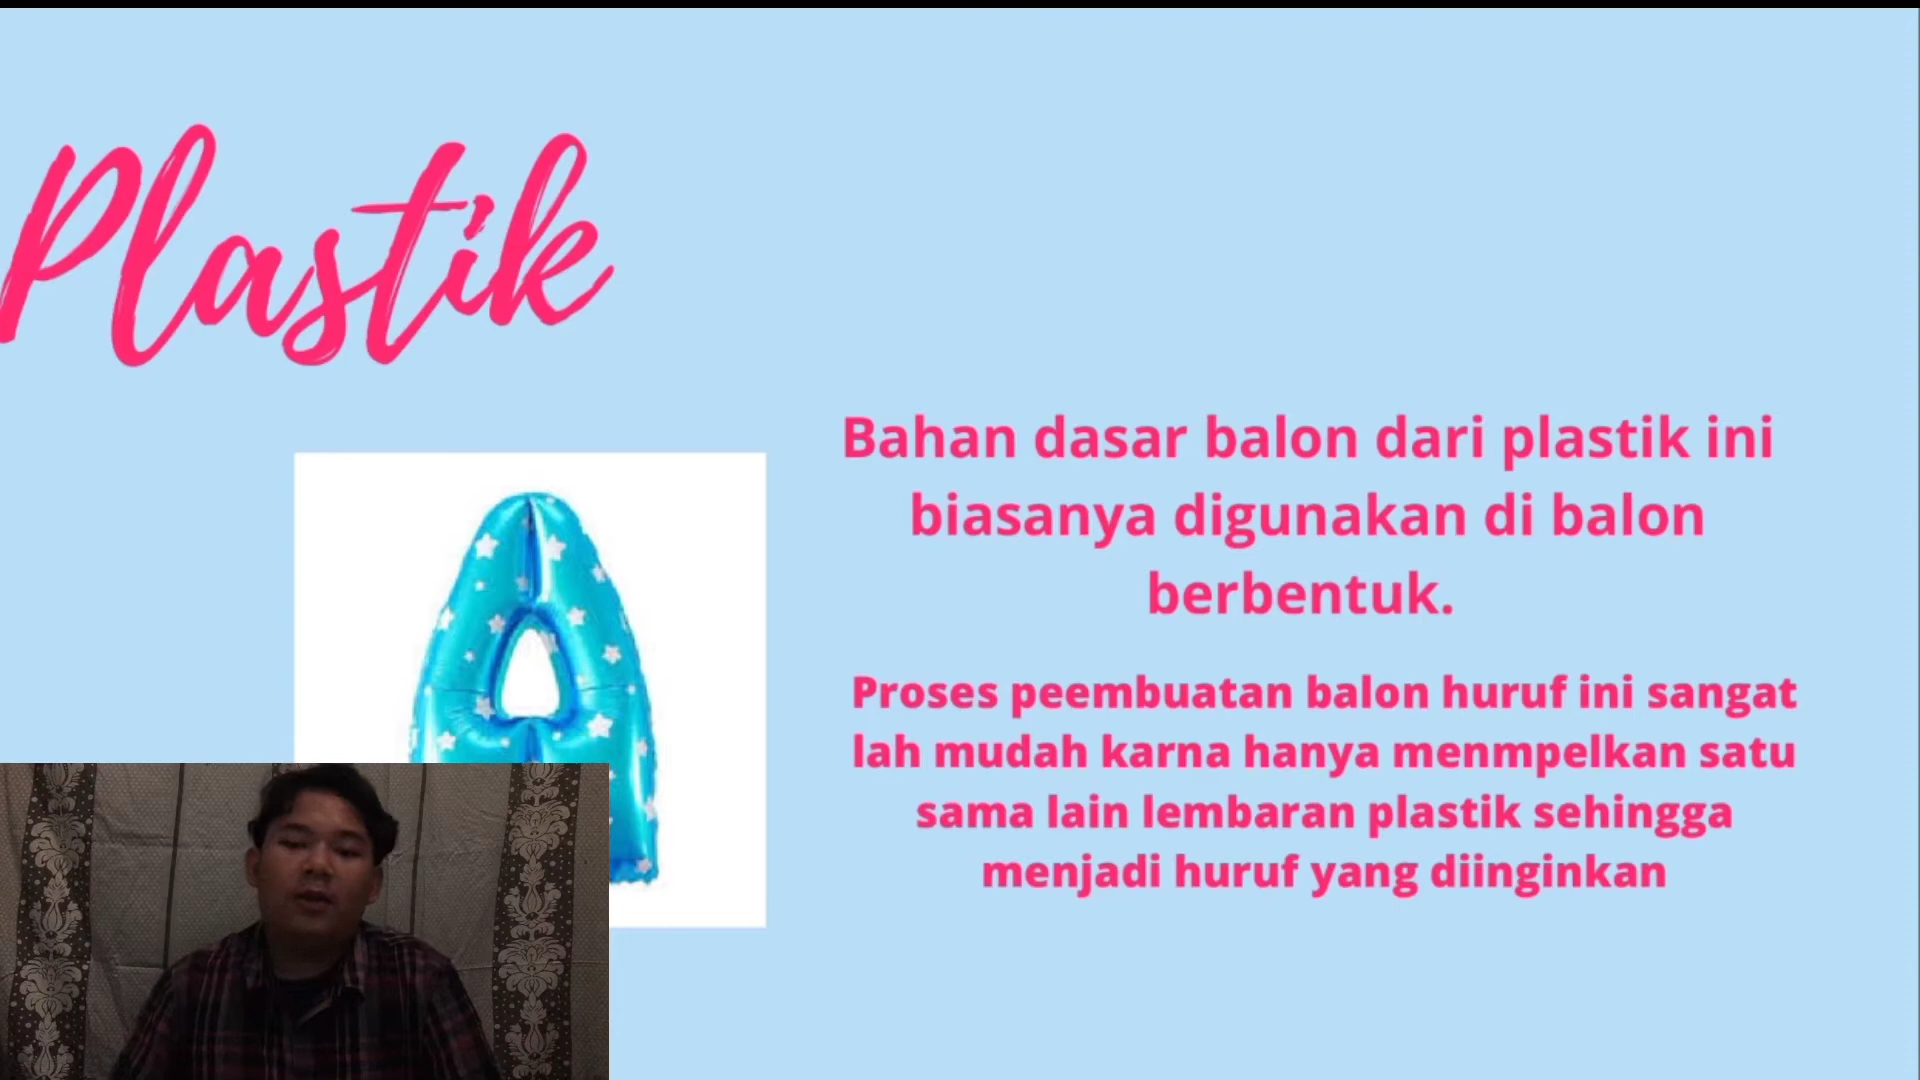 Plastik
Bahan dasar balon dari plastik ini
biasanya digunakan di balon
berbentuk.
Proses peembuatan balon huruf ini sangat
lah mudah karna hanya menmpelkan satu
sama lain lembaran plastik sehingga
menjadi huruf yang diinginkan